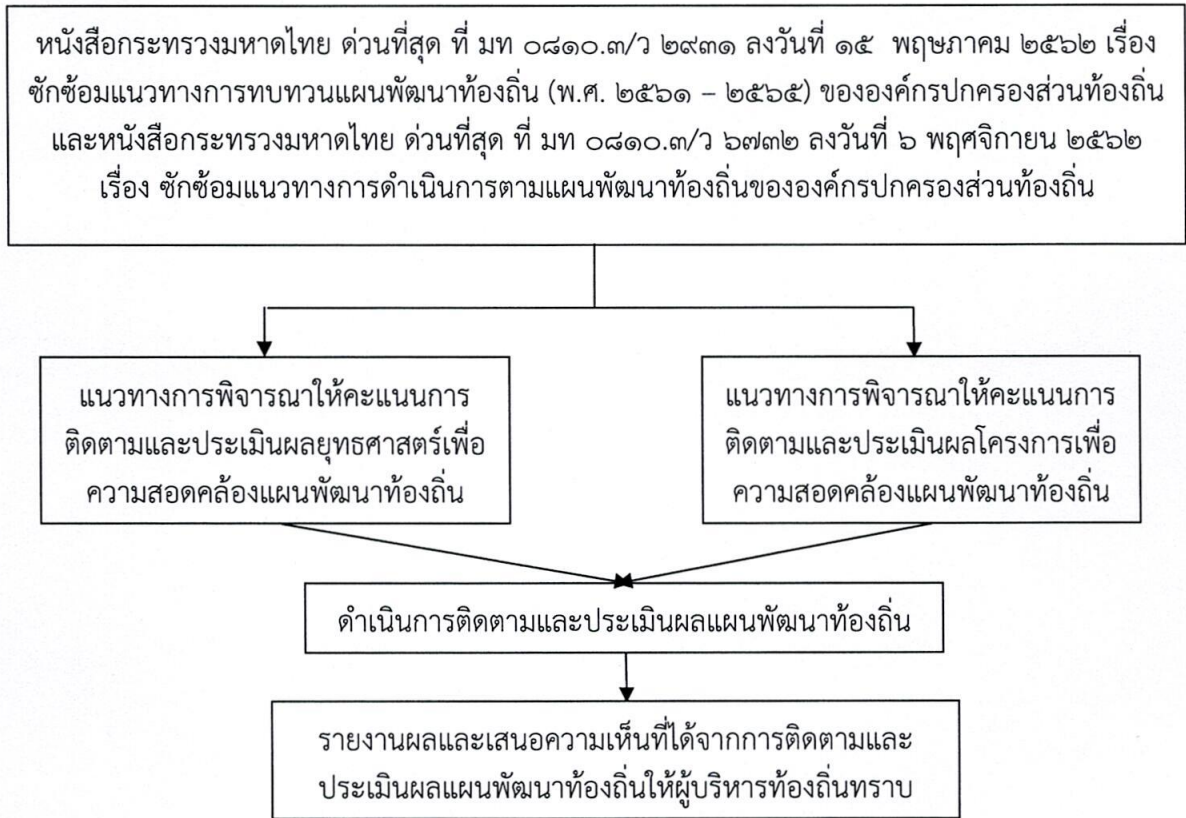 หนังสือกระทรวงมหาดไทย ด่วนที่สุด ที่ มท ๐๘๑๐.๓/ว ๒๙๓๑ ลงวันที่ ๑๕ พฤษภาคม ๒๕๖๒ เรื่อง
ซักซ้อมแนวทางการทบทวนแผนพัฒนาท้องถิ่น (พ.ศ. ๒๕๖๑ – ๒๕๖๕) ขององค์กรปกครองส่วนท้องถิ่น
และหนังสือกระทรวงมหาดไทย ด่วนที่สุด ที่ มท ๐๘๑๐.๓/ว ๖๗๓๒ ลงวันที่ ๖ พฤศจิกายน ๒๕๖๒
เรื่อง ซักซ้อมแนวทางการดำเนินการตามแผนพัฒนาท้องถิ่นขององค์กรปกครองส่วนท้องถิ่น
แนวทางการพิจารณาให้คะแนนการ
ติดตามและประเมินผลยุทธศาสตร์เพื่อ
ความสอดคล้องแผนพัฒนาท้องถิ่น
แนวทางการพิจารณาให้คะแนนการ
ติดตามและประเมินผลโครงการเพื่อ
ความสอดคล้องแผนพัฒนาท้องถิ่น
ดำเนินการติดตามและประเมินผลแผนพัฒนาท้องถิ่น
รายงานผลและเสนอความเห็นที่ได้จากการติดตามและ
ประเมินผลแผนพัฒนาท้องถิ่นให้ผู้บริหารท้องถิ่นทราบ